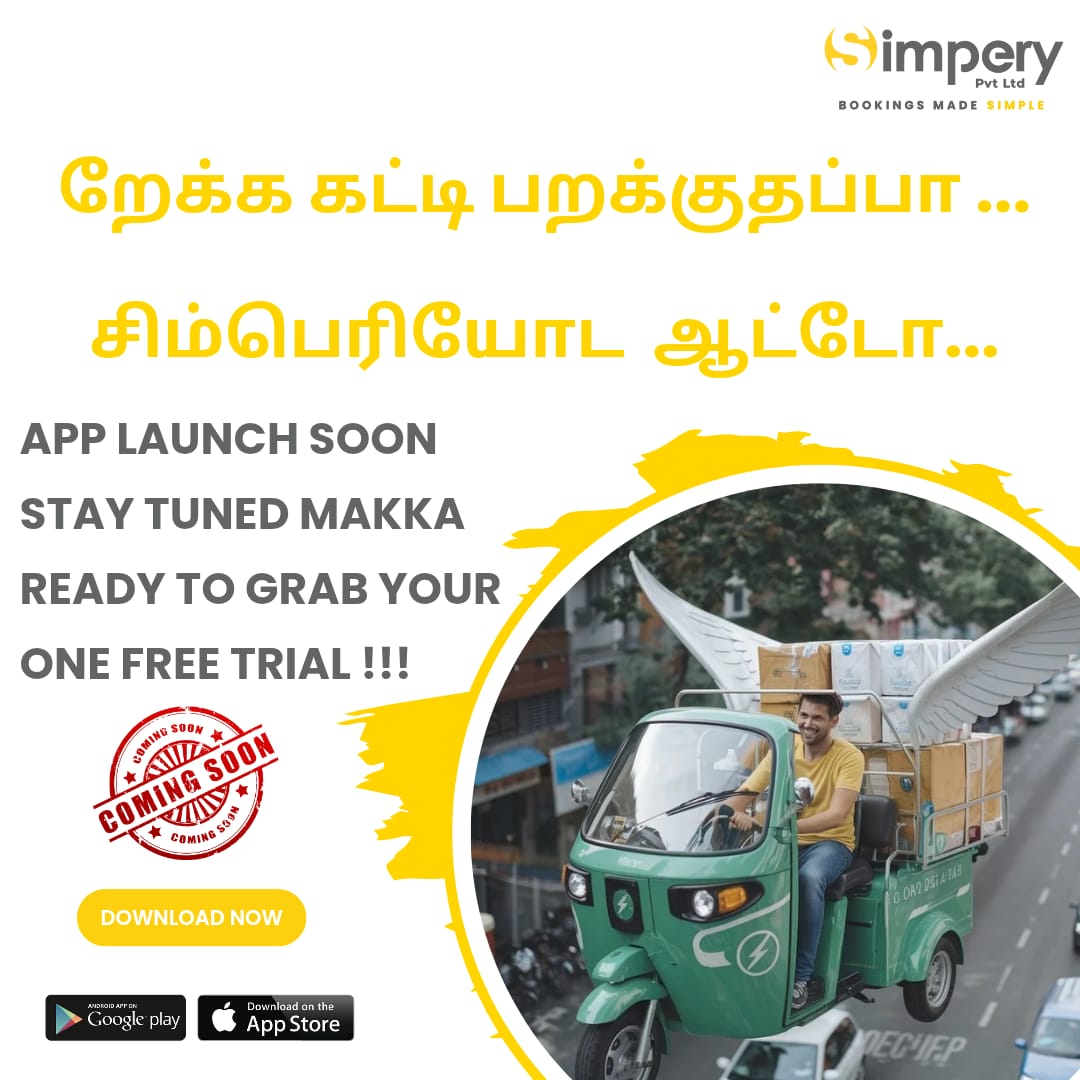 Simpery
Pvt Ltd
BOOKINGS MADE SIMPLE
றேக்க கட்டி பறக்குதப்பா ...
சிம்பெரியோட ஆட்டோ...
APP LAUNCH SOON
STAY TUNED MAKKA
READY TO GRAB YOUR
ONE FREE TRIAL !!!
COMING SOON
COMING SOON
COMING SOON
DOWNLOAD NOW
ANDROID APP ON
Google play
Download on the
App Store